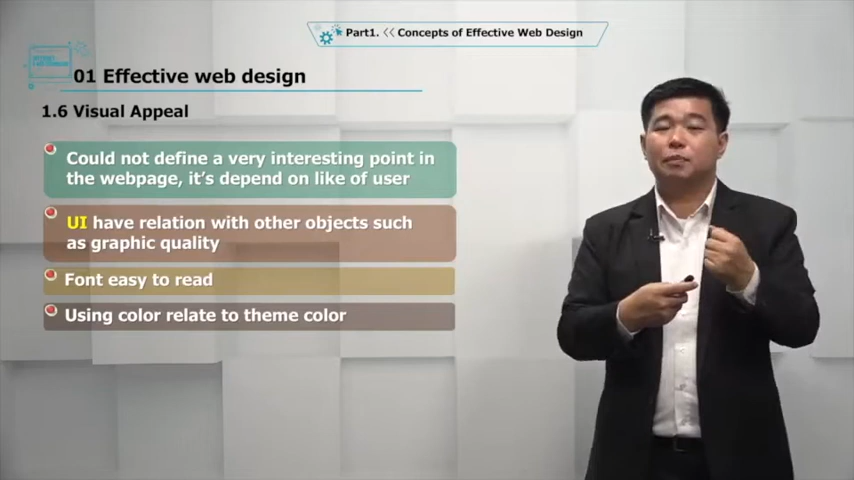 Part1. << Concepts of Effective Web Design
01 Effective web design
1.6 Visual Appeal
Could not define a very interesting point in
the webpage, it's depend on like of user
UI have relation with other objects such
as graphic quality
Font easy to read
Using color relate to theme color